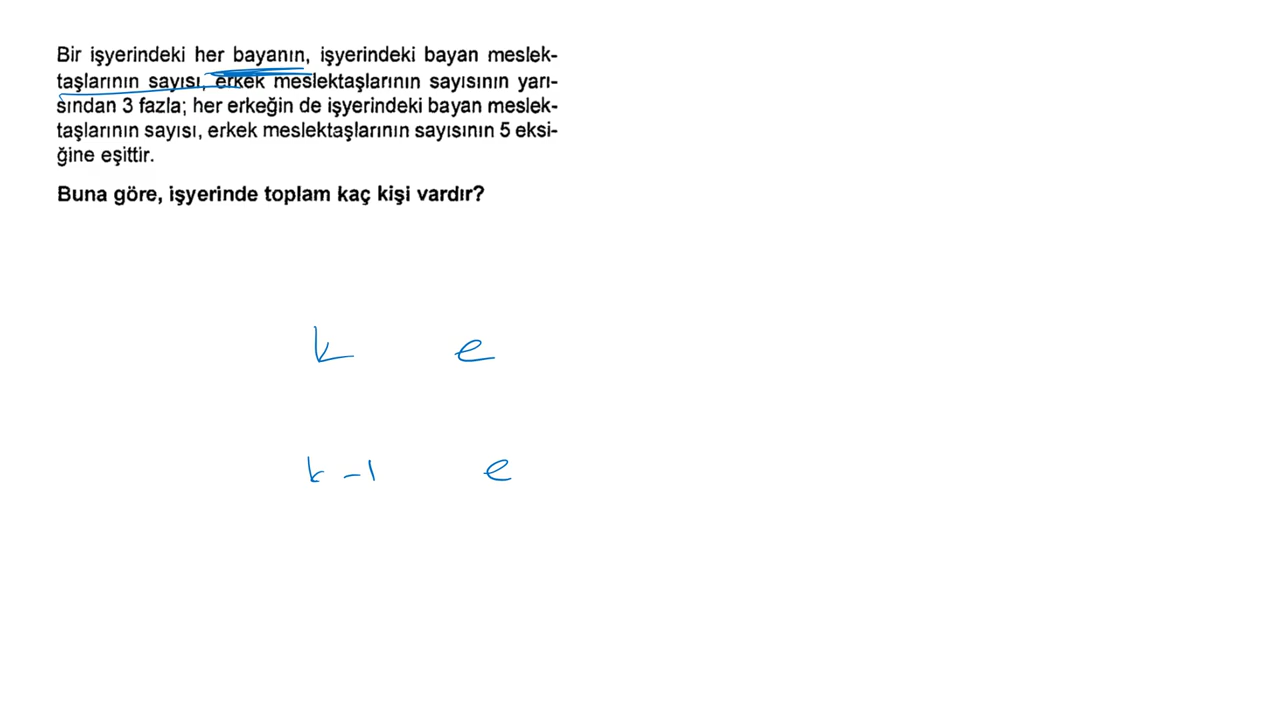 Bir işyerindeki her bayanın, işyerindeki bayan meslek-
taşlarının sayısı, erkek meslektaşlarının sayısının yarı-
sından 3 fazla; her erkeğin de işyerindeki bayan meslek-
taşlarının sayısı, erkek meslektaşlarının sayısının 5 eksi-
ğine eşittir.
Buna göre, işyerinde toplam kaç kişi vardır?
k e
k-1 e